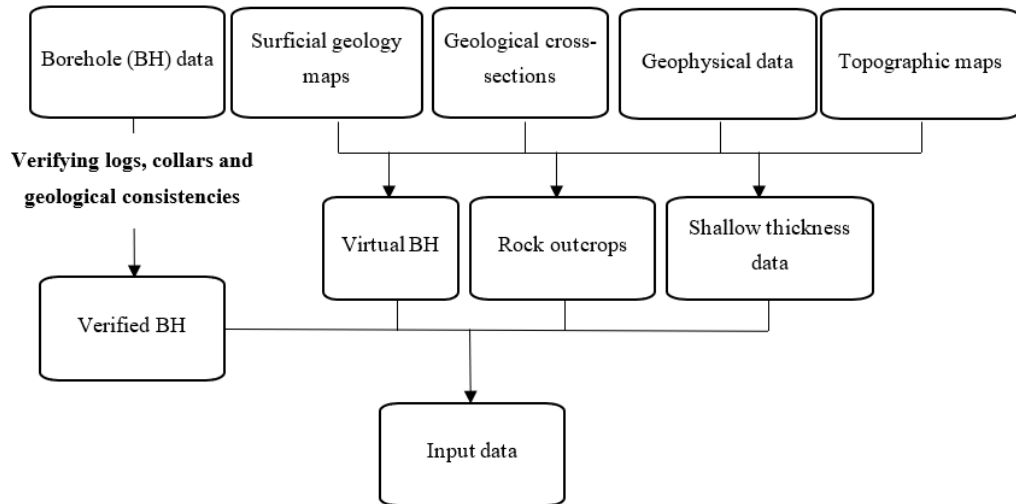 Borehole (BH) data
Surficial geology
maps
Geological cross-
sections
Geophysical data
Topographic maps
Verifying logs, collars and
geological consistencies
Virtual BH
Rock outcrops
Shallow thickness
data
Verified BH
Input data